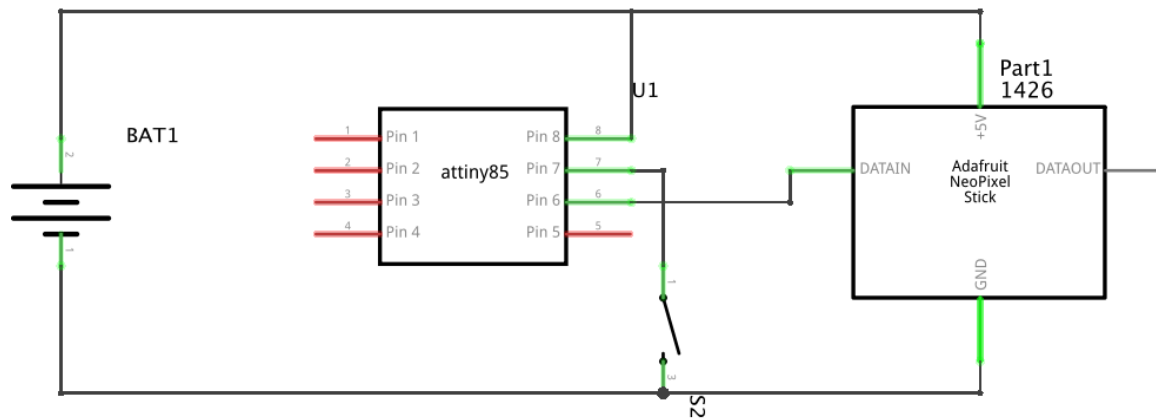 BAT1
2
1
U1
attiny85
1 Pin 1
2 Pin 2
3 Pin 3
4 Pin 4
Pin 8 8
Pin 7 7
Pin 6 6
Pin 5 5
1
3
S2
Part1
1426
+5V
DATAIN
Adafruit
NeoPixel
Stick
DATAOUT
GND